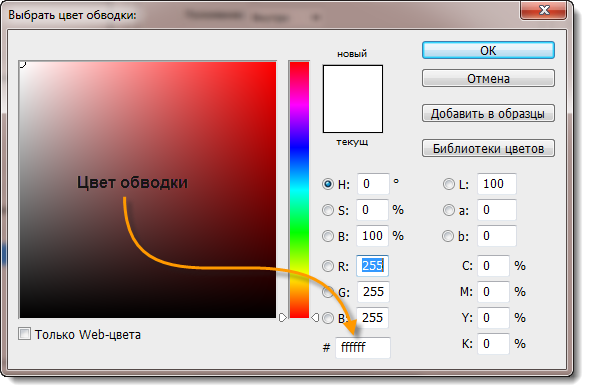 Выбрать цвет обводки:
новый
текущ
OK
Отмена
Добавить в образцы
Библиотеки цветов
Цвет обводки
H: 0 °
S: 0 %
B: 100 %
R: 255
G: 255
B: 255
# ffffff
L: 100
a: 0
b: 0
C: 0 %
M: 0 %
Y: 0 %
K: 0 %
Только Web-цвета